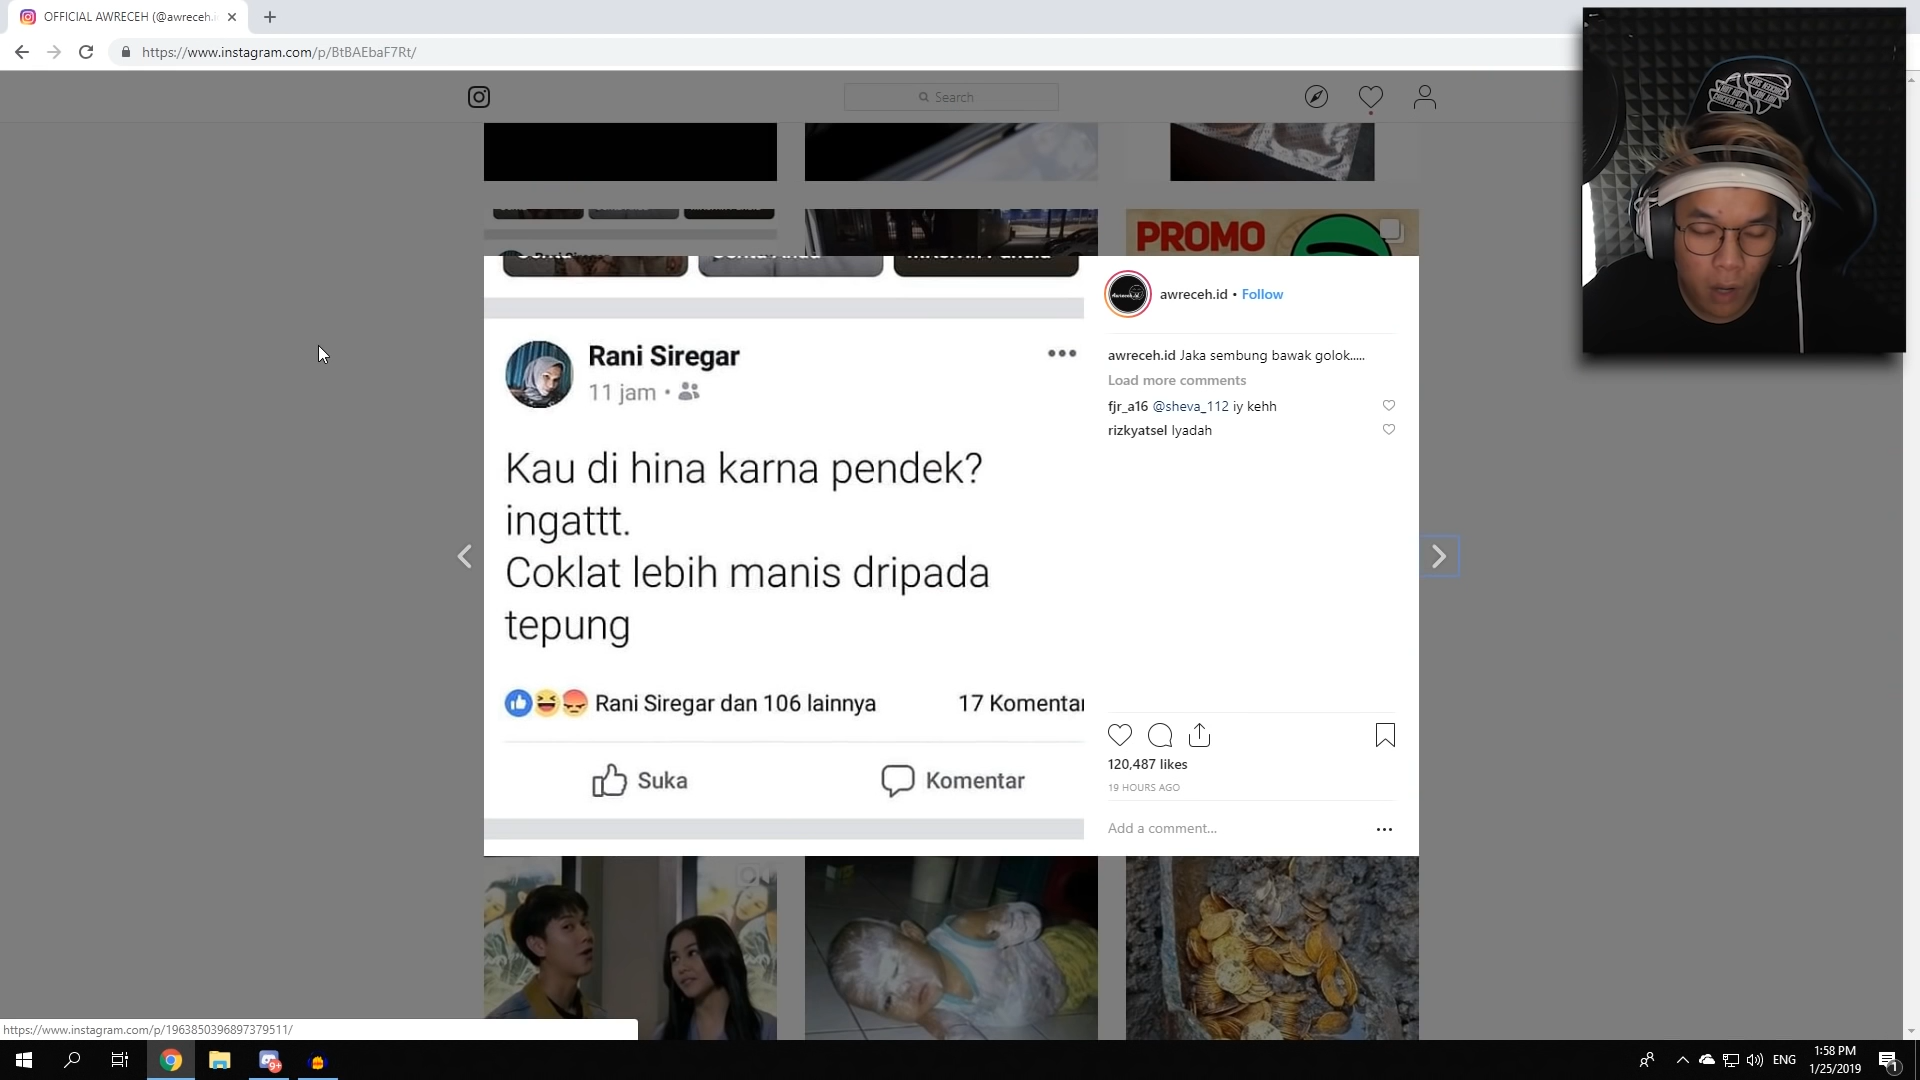 OFFICIAL AWRECEH (@awreceh.i
https://www.instagram.com/p/BtBAEbaF7Rt/
Search
PROMO
awreceh.id • Follow
Rani Siregar
11 jam
awreceh.id Jaka sembung bawak golok.....
Load more comments
fjr_a16 @sheva_112 iy kehh
rizkyatsel Iyadah
Kau di hina karna pendek?
ingattt.
Coklat lebih manis dripada
tepung
Rani Siregar dan 106 lainnya
17 Komentar
Suka
Komentar
120,487 likes
19 HOURS AGO
Add a comment...
https://www.instagram.com/p/1963850396897379511/
9+
ENG
1:58 PM
1/25/2019
1